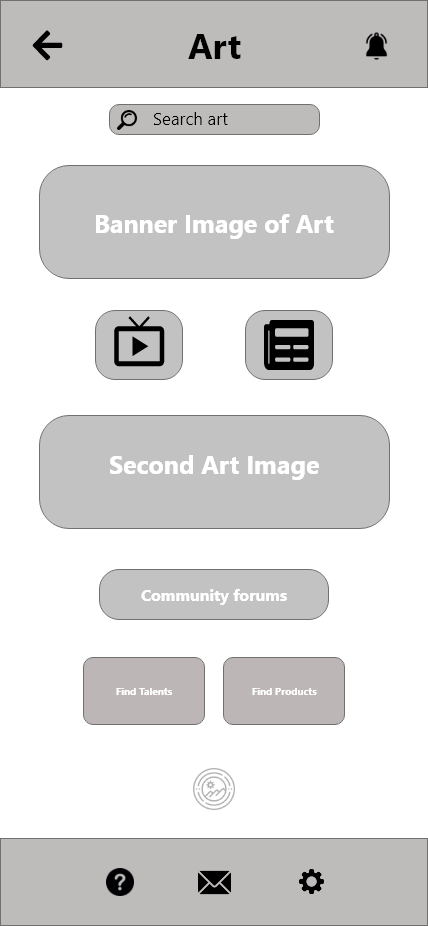 Art
Search art
Banner Image of Art
Second Art Image
Community forums
Find Talents
Find Products
?